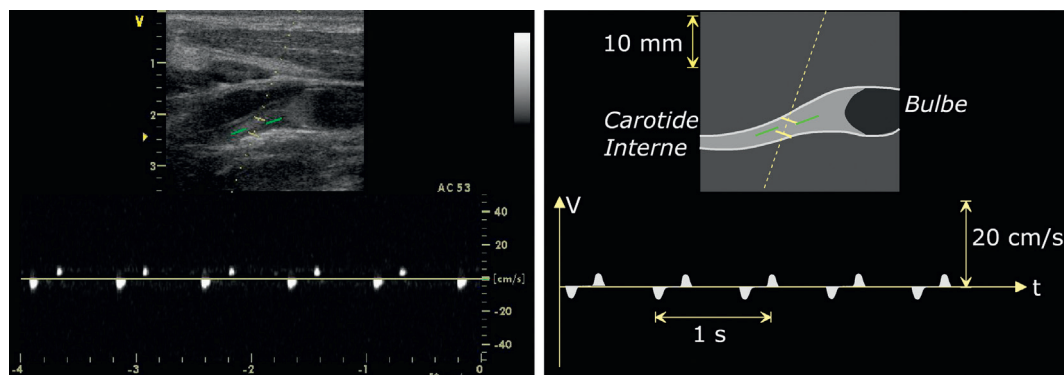 V
1
2
3
AC 53
40
20
[cm/s]
-20
-40
-4
-3
-2
-1
0
10 mm
Carotide
Interne
Bulbe
V
20 cm/s
t
1 s